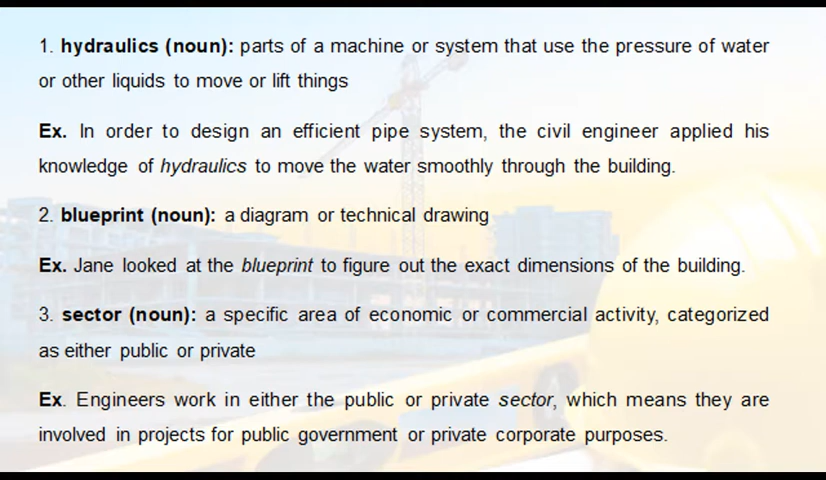 1. hydraulics (noun): parts of a machine or system that use the pressure of water
or other liquids to move or lift things
Ex. In order to design an efficient pipe system, the civil engineer applied his
knowledge of hydraulics to move the water smoothly through the building.
2. blueprint (noun): a diagram or technical drawing
Ex. Jane looked at the blueprint to figure out the exact dimensions of the building.
3. sector (noun): a specific area of economic or commercial activity, categorized
as either public or private
Ex. Engineers work in either the public or private sector, which means they are
involved in projects for public government or private corporate purposes.